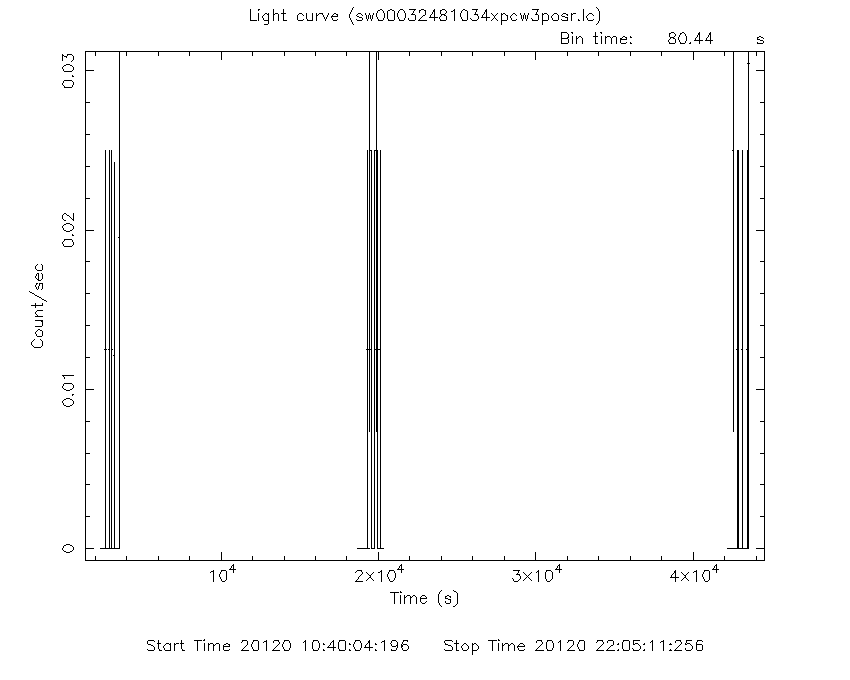 Light curve (sw00032481034xpcw3posr.lc)
Bin time: 80.44 s
0.03
0.02
Count/sec
0.01
0
10⁴ 2×10⁴ 3×10⁴ 4×10⁴
Time (s)
Start Time 20120 10:40:04:196 Stop Time 20120 22:05:11:256